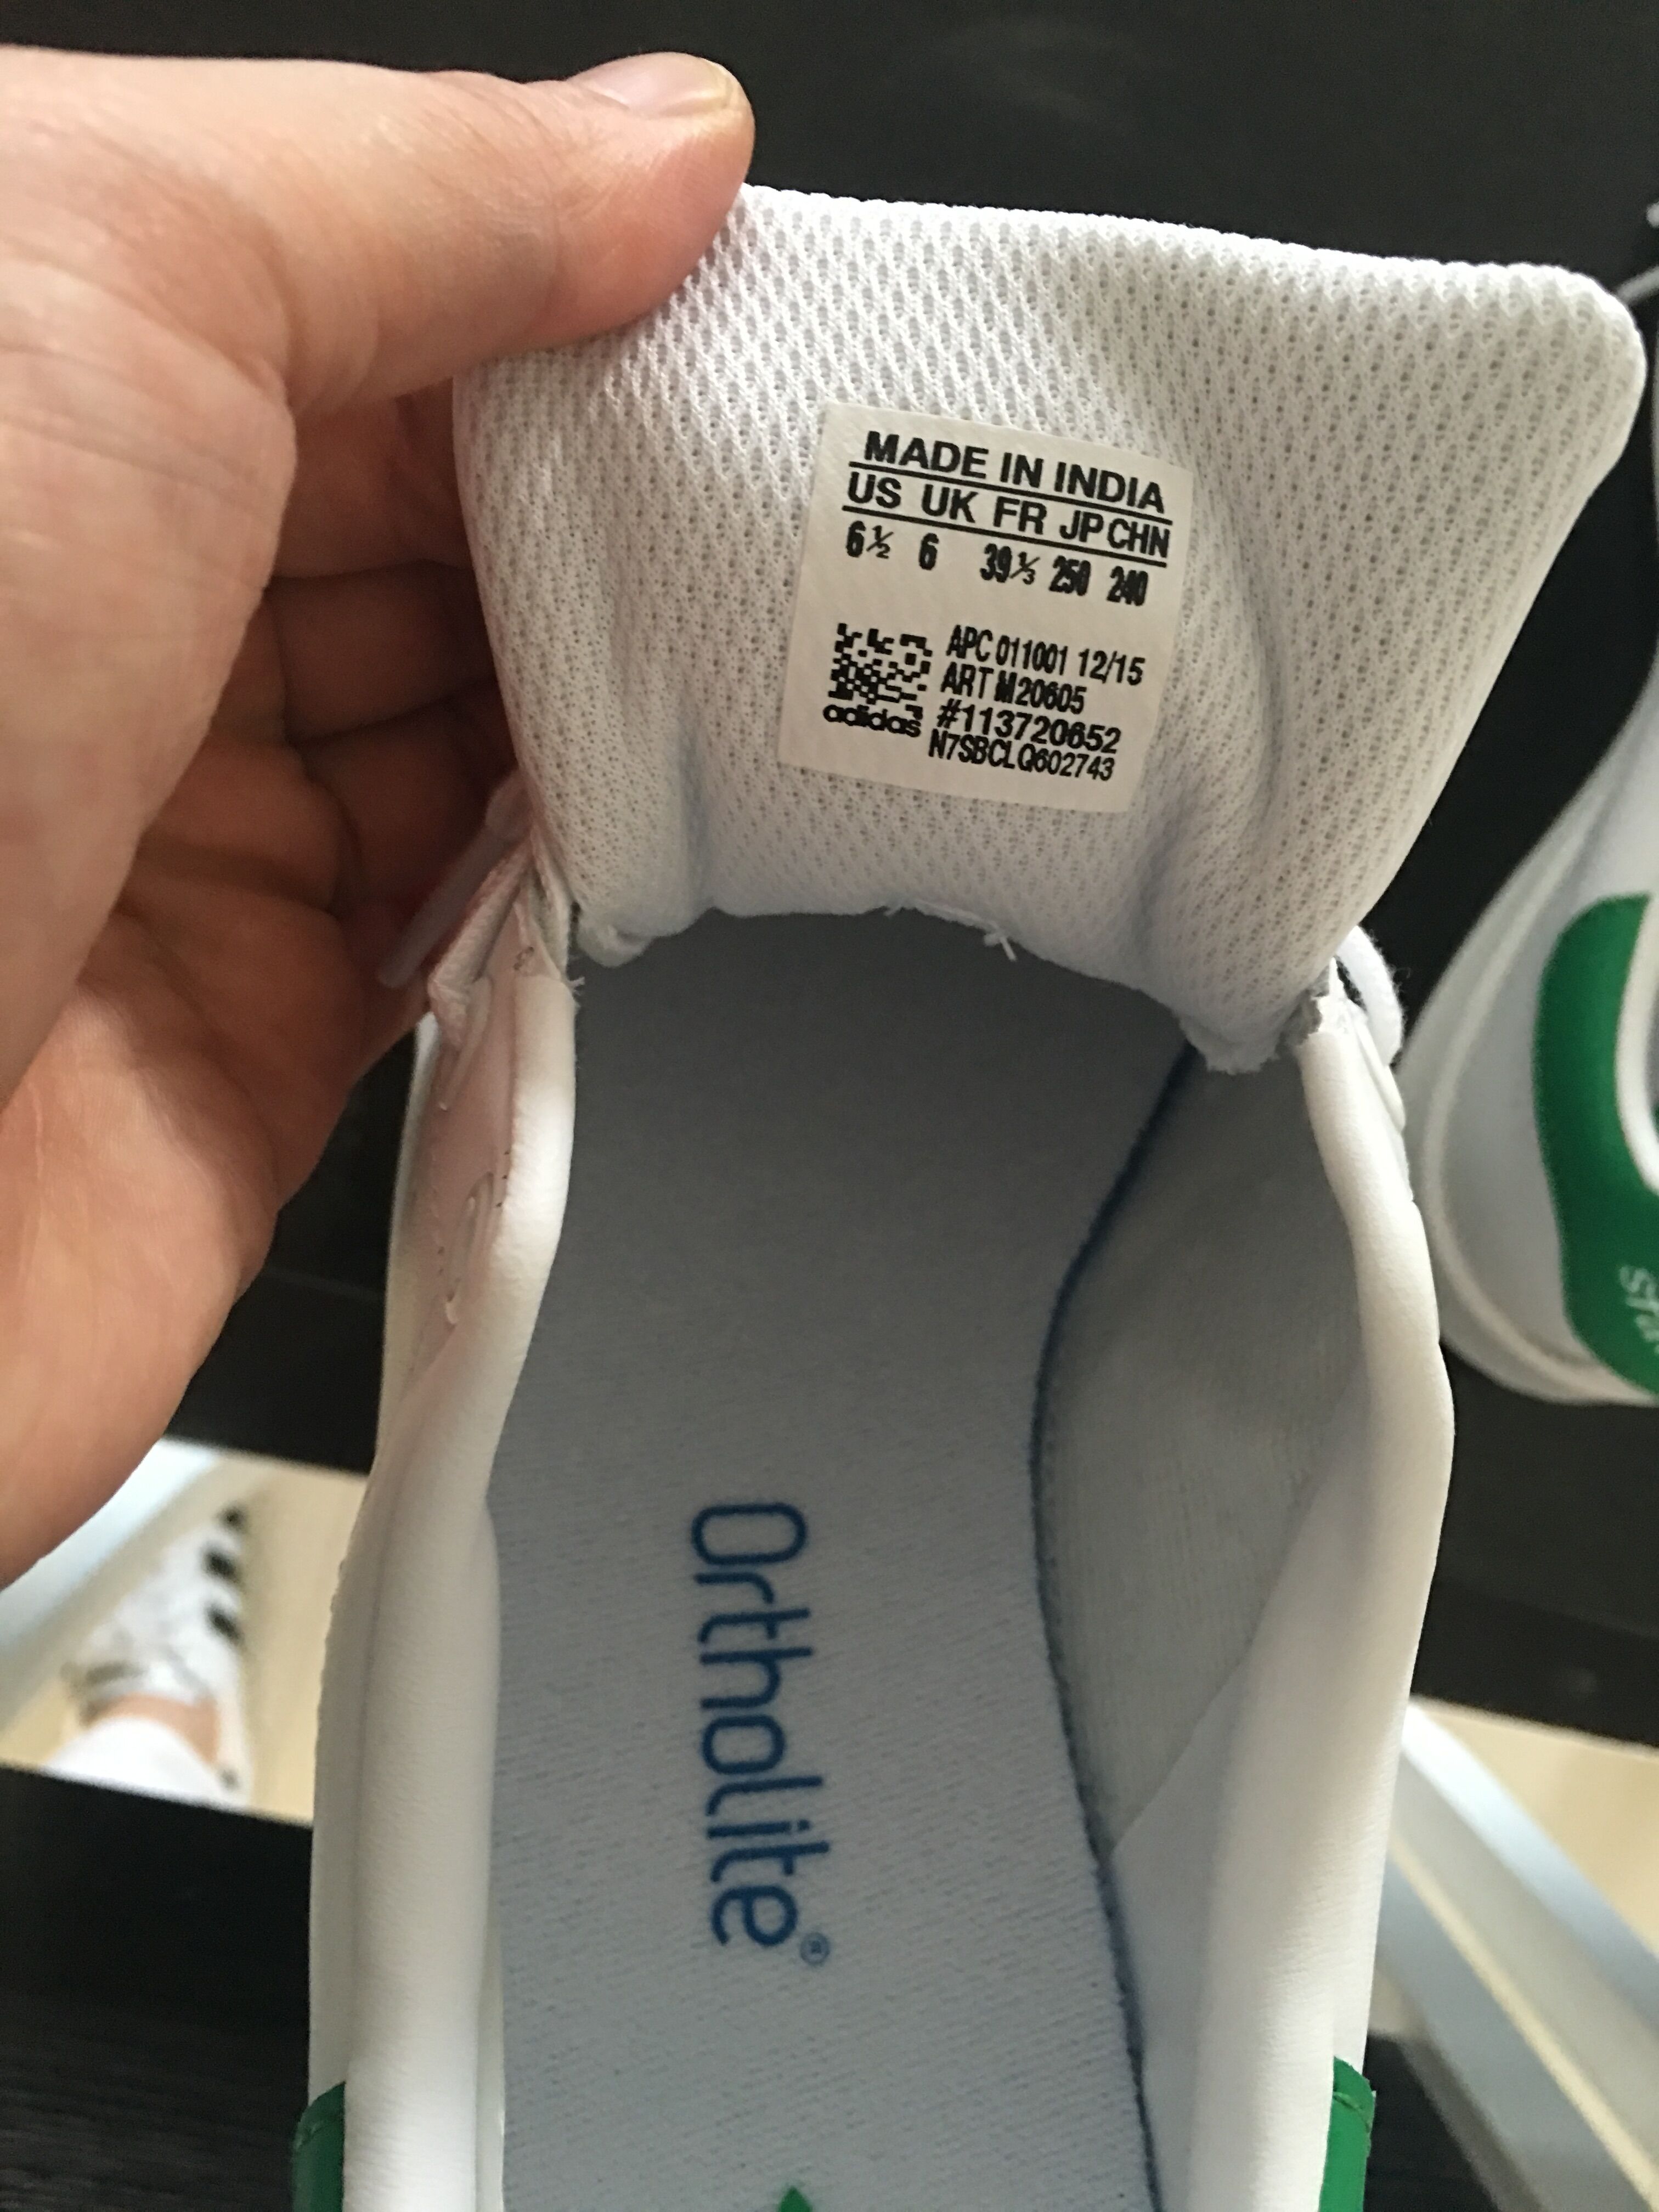 MADE IN INDIA
US UK FR JP CHN
6½ 6 39⅓ 250 240
APC 011001 12/15
ART M20605
#113720652
adidas
N7SBCLQ602743
Ortholite®